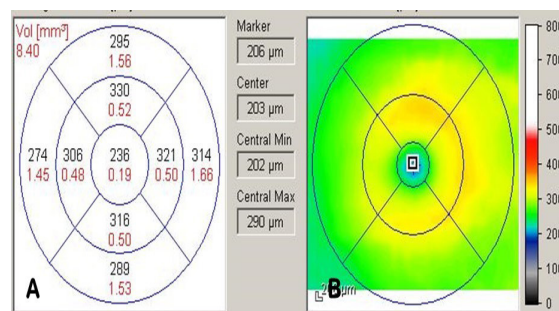 Vol [mm³]
8.40
295
1.56
330
0.52
274 306 236 321 314
1.45 0.48 0.19 0.50 1.66
316
0.50
289
1.53
A
Marker
206 µm
Center
203 µm
Central Min
202 µm
Central Max
290 µm
B
µm
800
700
600
500
400
300
200
100
0